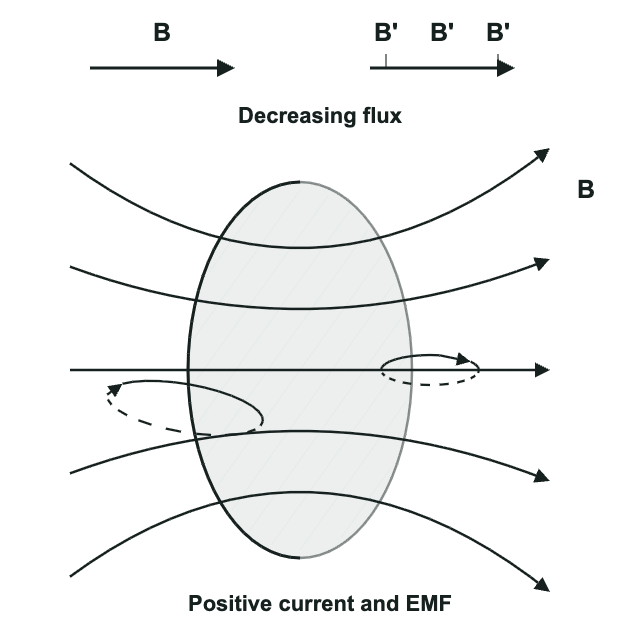 B B' B' B'
Decreasing flux
B
Positive current and EMF